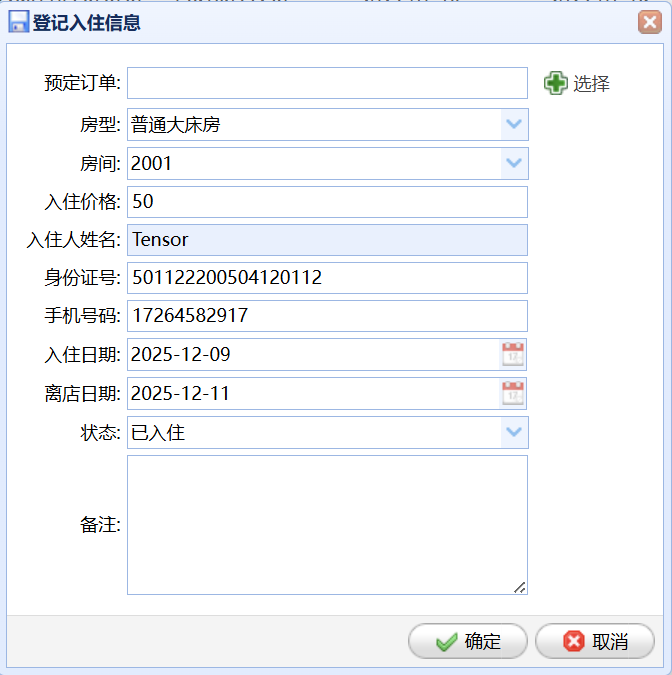 登记入住信息
预定订单: 选择
房型: 普通大床房
房间: 2001
入住价格: 50
入住人姓名: Tensor
身份证号: 501122200504120112
手机号码: 17264582917
入住日期: 2025-12-09
离店日期: 2025-12-11
状态: 已入住
备注:
确定 取消